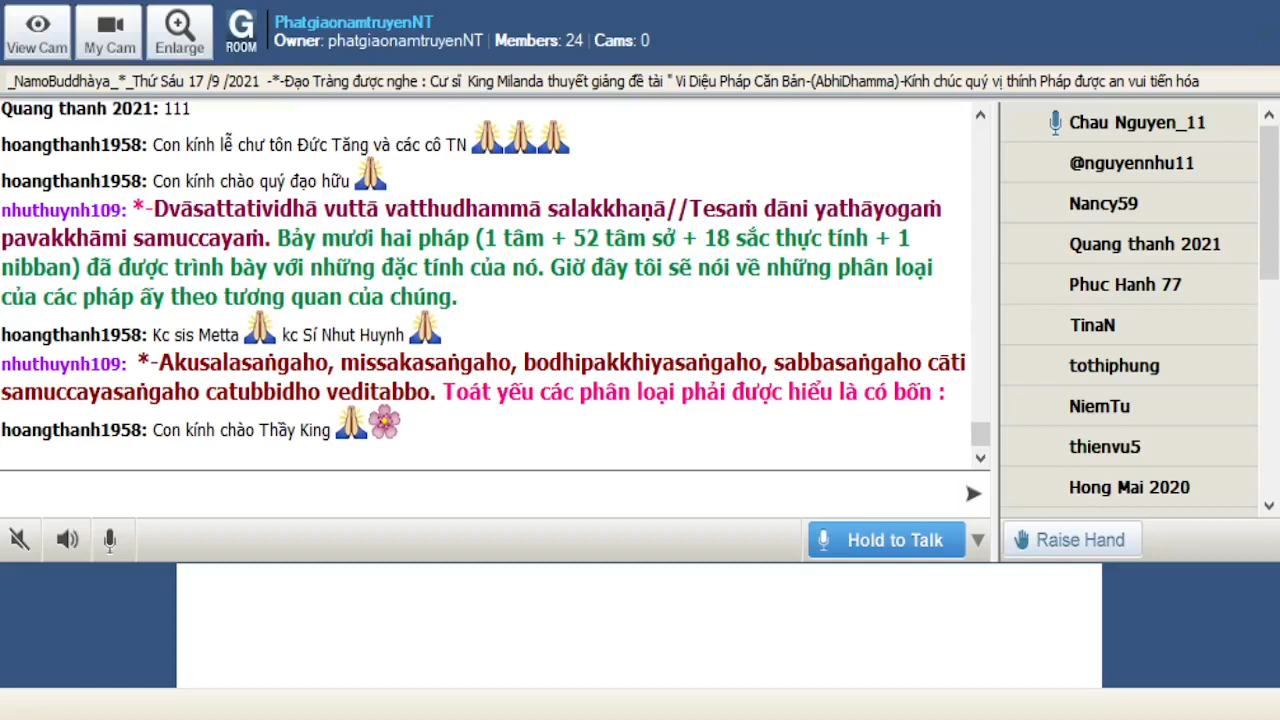 View Cam
My Cam
Enlarge
G
ROOM
PhatgiaonamtruyenNT
Owner: phatgiaonamtruyenNT | Members: 24 | Cams: 0
_NamoBuddhàya_*_Thứ Sáu 17 /9 /2021 -*-Đạo Tràng được nghe : Cư sĩ King Milanda thuyết giảng đề tài " Vi Diệu Pháp Căn Bản-(AbhiDhamma)-Kính chúc quý vị thính Pháp được an vui tiến hóa
Quang thanh 2021: 111
hoangthanh1958: Con kính lễ chư tôn Đức Tăng và các cô TN
hoangthanh1958: Con kính chào quý đạo hữu
nhuthuynh109: *-Dvāsattatividhā vuttā vatthudhammā salakkhaṇā//Tesaṁ dāni yathāyogaṁ
pavakkhāmi samuccayaṁ. Bảy mươi hai pháp (1 tâm + 52 tâm sở + 18 sắc thực tính + 1
nibban) đã được trình bày với những đặc tính của nó. Giờ đây tôi sẽ nói về những phân loại
của các pháp ấy theo tương quan của chúng.
hoangthanh1958: Kc sis Metta kc Sí Nhut Huynh
nhuthuynh109: *-Akusalasaṅgaho, missakasaṅgaho, bodhipakkhiyasaṅgaho, sabbasaṅgaho cāti
samuccayasaṅgaho catubbidho veditabbo. Toát yếu các phân loại phải được hiểu là có bốn :
hoangthanh1958: Con kính chào Thầy King
Chau Nguyen_11
@nguyennhu11
Nancy59
Quang thanh 2021
Phuc Hanh 77
TinaN
tothiphung
NiemTu
thienvu5
Hong Mai 2020
Hold to Talk
Raise Hand